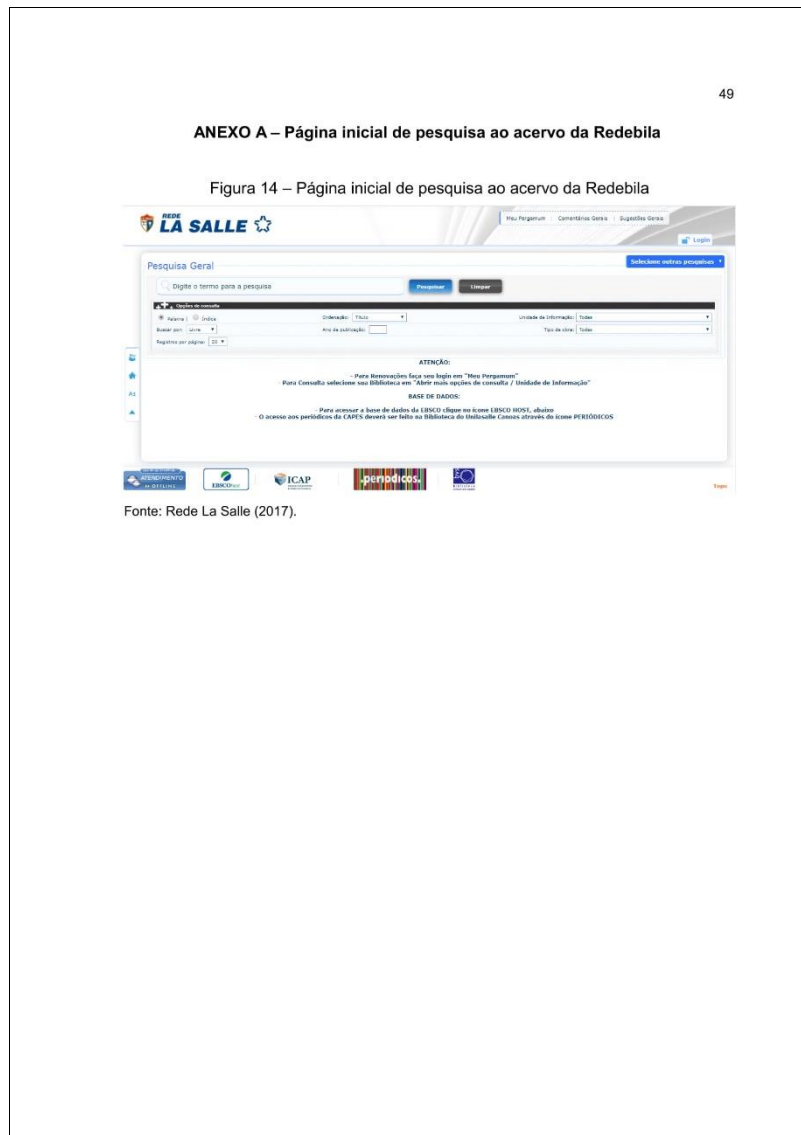 49
ANEXO A – Página inicial de pesquisa ao acervo da Redebila
Figura 14 – Página inicial de pesquisa ao acervo da Redebila
REDE
LA SALLE
Meu Pergamum | Comentários Gerais | Sugestões Gerais
Login
Pesquisa Geral
Selecione outras pesquisas
Digite o termo para a pesquisa
Pesquisar
Limpar
Opções de consulta
Palavra | Índice
Ordenação: Título
Unidade de Informação: Todas
Buscar por: Livre
Ano de publicação:
Tipo de obra: Todas
Registros por página: 20
ATENÇÃO:
- Para Renovações faça seu login em "Meu Pergamum"
- Para Consulta selecione sua Biblioteca em "Abrir mais opções de consulta / Unidade de Informação"
BASE DE DADOS:
- Para acessar a base de dados da EBSCO clique no ícone EBSCO HOST, abaixo
- O acesso aos periódicos da CAPES deverá ser feito na Biblioteca do Unilasalle Canoas através do ícone PERIÓDICOS
Az
ATENDIMENTO
OFFLINE
EBSCO
ICAP
.periodicos.
Topo
Fonte: Rede La Salle (2017).